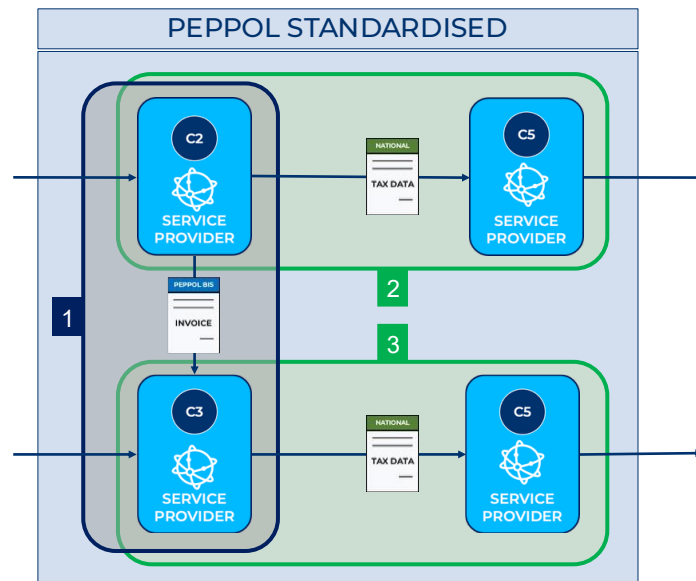 PEPPOL STANDARDISED
C2
SERVICE
PROVIDER
NATIONAL
TAX DATA
C5
SERVICE
PROVIDER
2
1
PEPPOL BIS
INVOICE
3
C3
SERVICE
PROVIDER
NATIONAL
TAX DATA
C5
SERVICE
PROVIDER